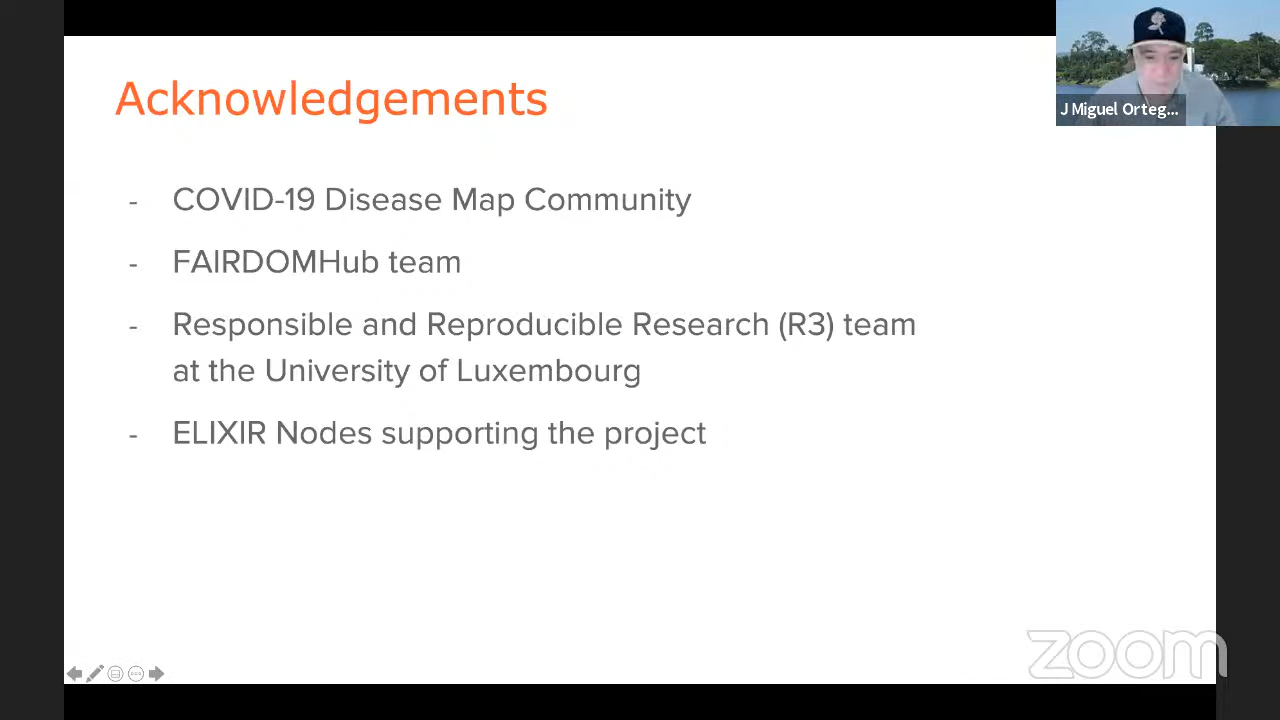 Acknowledgements
J Miguel Orteg...
- COVID-19 Disease Map Community
- FAIRDOMHub team
- Responsible and Reproducible Research (R3) team
at the University of Luxembourg
- ELIXIR Nodes supporting the project
zoom